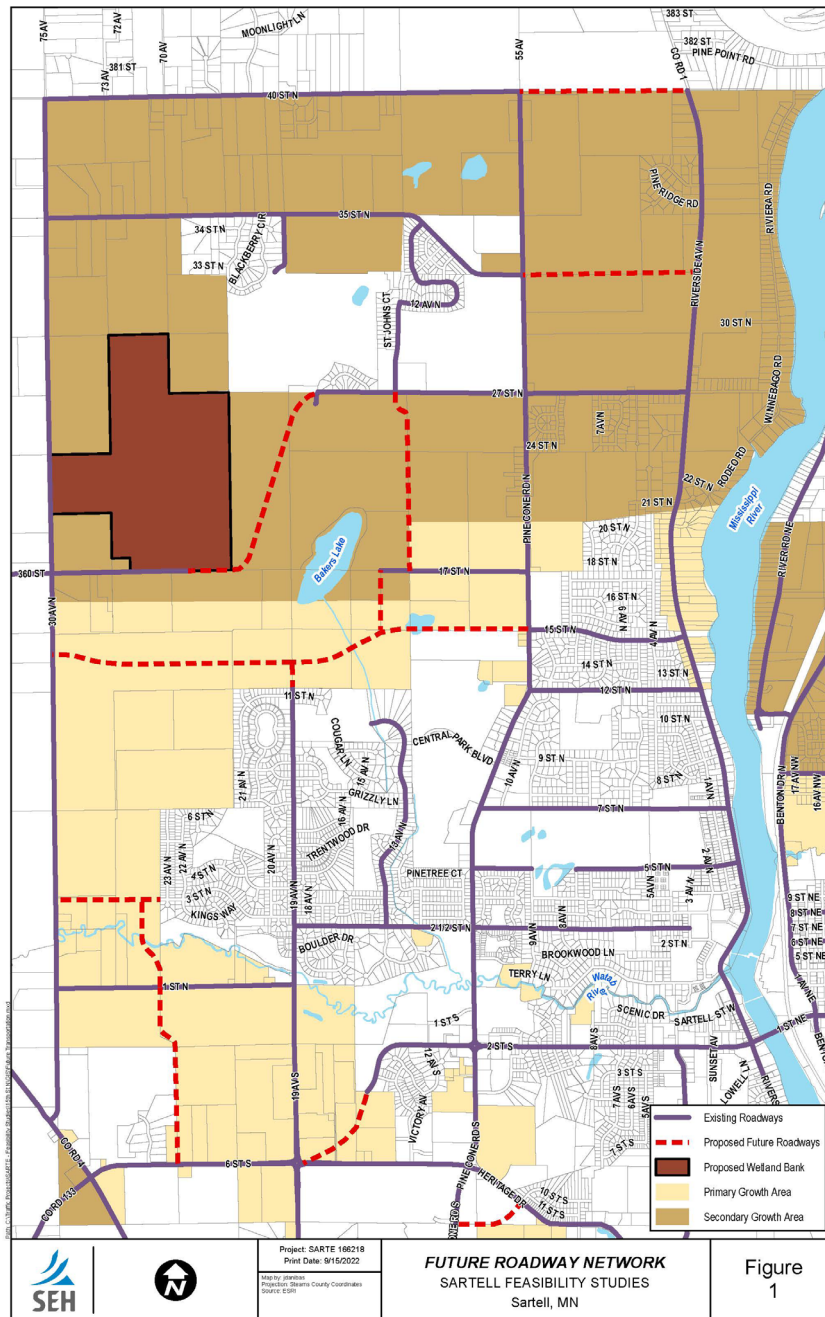 75 AV
72 AV
73 AV
70 AV
381 ST
MOONLIGHT LN
55 AV
CO RD 1
383 ST
382 ST
PINE POINT RD
40 ST N
PINE RIDGE RD
RIVIERA RD
35 ST N
34 ST N
33 ST N
BLACKBERRY CIR
RIVERSIDE AV N
12 AV N
ST JOHNS CT
30 ST N
WINNEBAGO RD
27 ST N
7 AV N
24 ST N
PINE CONE RD N
RODEO RD
22 ST N
21 ST N
Mississippi
River
RIVER RD NE
20 ST N
18 ST N
Bakers Lake
17 ST N
360 ST
30 AV N
16 ST N
6 AV N
4 AV N
15 ST N
14 ST N
13 ST N
12 ST N
11 ST N
COUGAR LN
CENTRAL PARK BLVD
10 ST N
BENTON DR N
17 AV NW
16 AV NW
21 AV N
15 AV N
16 AV N
GRIZZLY LN
10 AV N
9 ST N
8 ST N
1 AV N
7 ST N
6 ST N
TRENTWOOD DR
13 AV N
23 AV N
22 AV N
4 ST N
3 ST N
KINGS WAY
20 AV N
19 AV N
18 AV N
PINETREE CT
5 ST N
2 AV N
3 AV N
5 AV N
9 ST NE
8 ST NE
7 ST NE
6 ST NE
5 ST NE
2 1/2 ST N
9 AV N
8 AV N
2 ST N
BOULDER DR
BROOKWOOD LN
TERRY LN
Watab
River
1 AV NE
1 ST N
SCENIC DR
SARTELL ST W
1 ST NE
1 ST S
2 ST S
8 AV S
SUNSET AV
LOWELL LN
12 AV S
VICTORY AV
19 AV S
3 ST S
7 AV S
6 AV S
5 AV S
7 ST S
CO RD 4
CO RD 133
6 ST S
PINE CONE RD S
HERITAGE DR
10 ST S
11 ST S
Existing Roadways
Proposed Future Roadways
Proposed Welland Bank
Primary Growth Area
Secondary Growth Area
SEH
N
Project: SARTE 166218
Print Date: 9/15/2022
Map by: jdanibas
Projection: Stearns County Coordinates
Source: ESRI
FUTURE ROADWAY NETWORK
SARTELL FEASIBILITY STUDIES
Sartell, MN
Figure
1